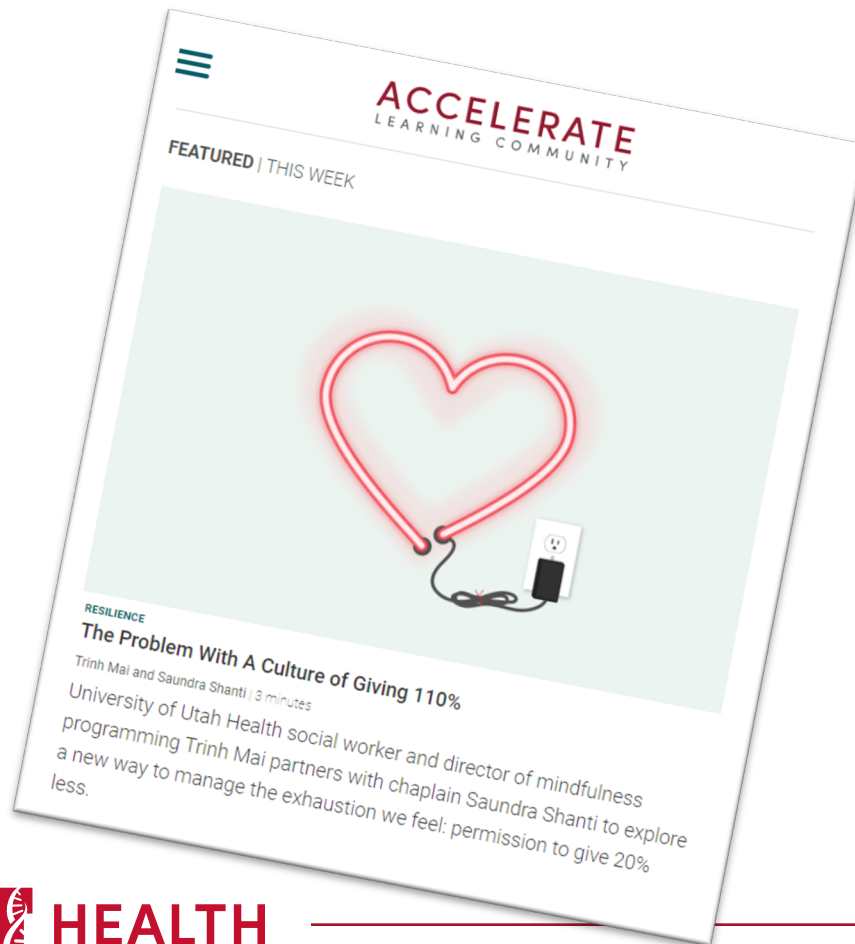 ACCELERATE
LEARNING COMMUNITY
FEATURED | THIS WEEK
RESILIENCE
The Problem With A Culture of Giving 110%
Trinh Mai and Saundra Shanti | 3 minutes
University of Utah Health social worker and director of mindfulness
programming Trinh Mai partners with chaplain Saundra Shanti to explore
a new way to manage the exhaustion we feel: permission to give 20%
less.
HEALTH